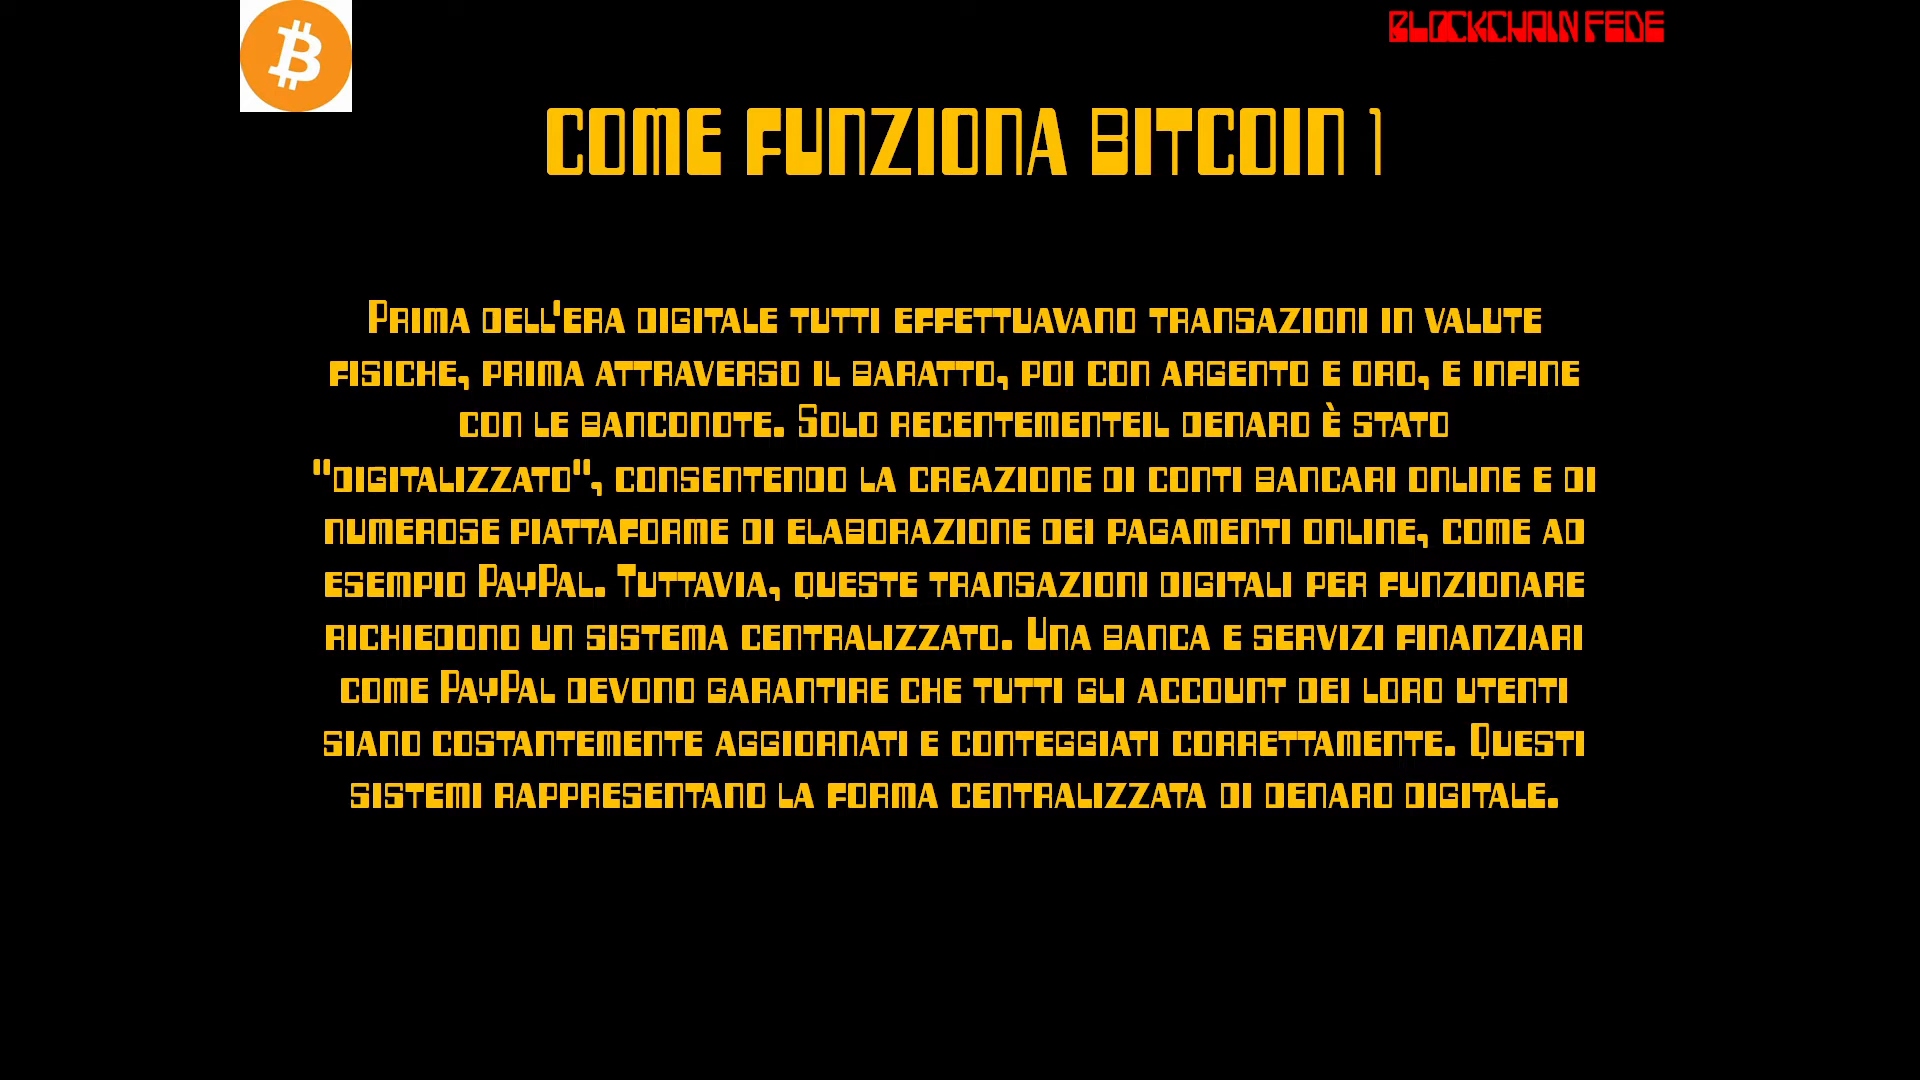 BLOCKCHAIN FEDE
COME FUNZIONA BITCOIN 1
Prima dell'era digitale tutti effettuavano transazioni in valute
fisiche, prima attraverso il baratto, poi con argento e oro, e infine
con le banconote. Solo recentementeil denaro è stato
"digitalizzato", consentendo la creazione di conti bancari online e di
numerose piattaforme di elaborazione dei pagamenti online, come ad
esempio PayPal. Tuttavia, queste transazioni digitali per funzionare
richiedono un sistema centralizzato. Una banca e servizi finanziari
come PayPal devono garantire che tutti gli account dei loro utenti
siano costantemente aggiornati e conteggiati correttamente. Questi
sistemi rappresentano la forma centralizzata di denaro digitale.